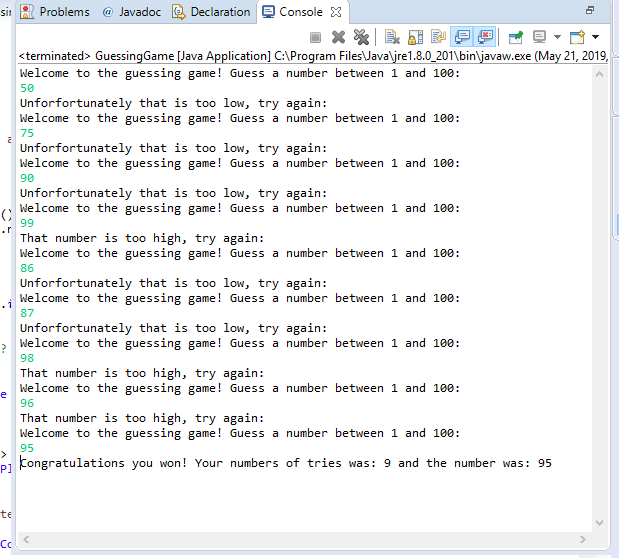 Problems @ Javadoc Declaration Console
<terminated> GuessingGame [Java Application] C:\Program Files\Java\jre1.8.0_201\bin\javaw.exe (May 21, 2019,
Welcome to the guessing game! Guess a number between 1 and 100:
50
Unforfortunately that is too low, try again:
Welcome to the guessing game! Guess a number between 1 and 100:
75
Unforfortunately that is too low, try again:
Welcome to the guessing game! Guess a number between 1 and 100:
90
Unforfortunately that is too low, try again:
Welcome to the guessing game! Guess a number between 1 and 100:
99
That number is too high, try again:
Welcome to the guessing game! Guess a number between 1 and 100:
86
Unforfortunately that is too low, try again:
Welcome to the guessing game! Guess a number between 1 and 100:
87
Unforfortunately that is too low, try again:
Welcome to the guessing game! Guess a number between 1 and 100:
98
That number is too high, try again:
Welcome to the guessing game! Guess a number between 1 and 100:
96
That number is too high, try again:
Welcome to the guessing game! Guess a number between 1 and 100:
95
Congratulations you won! Your numbers of tries was: 9 and the number was: 95